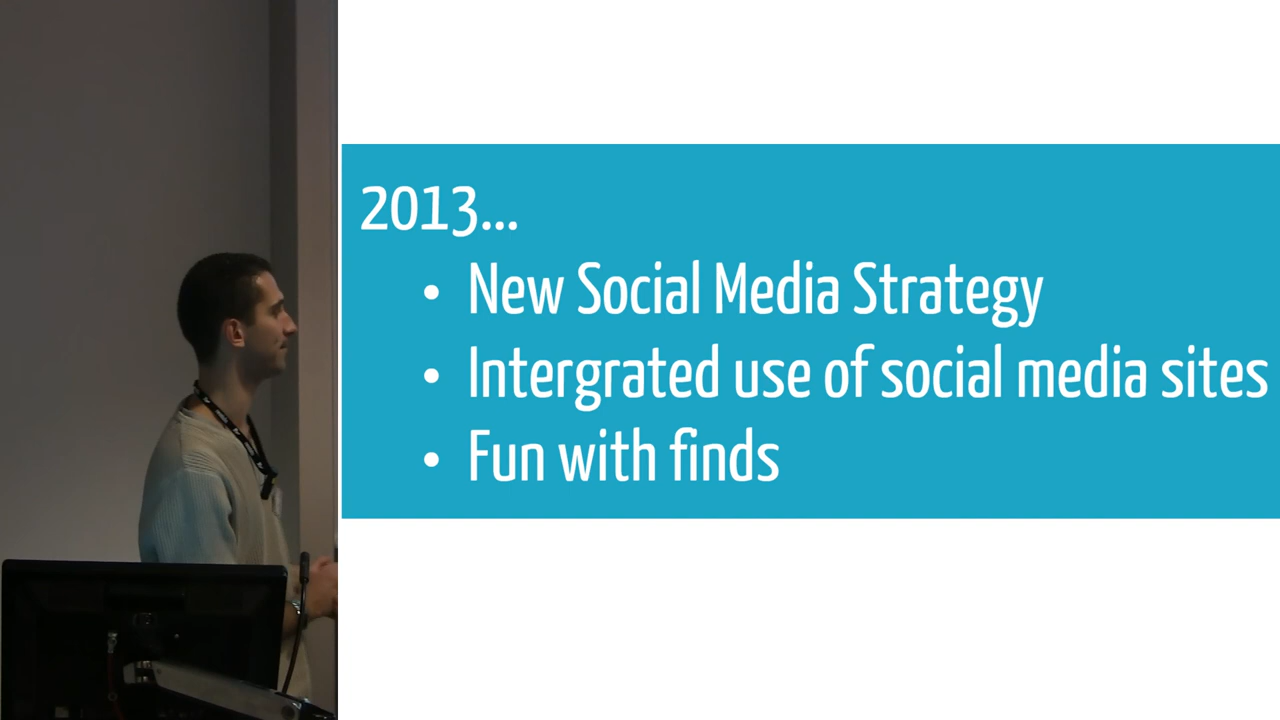 2013...
• New Social Media Strategy
• Intergrated use of social media sites
• Fun with finds